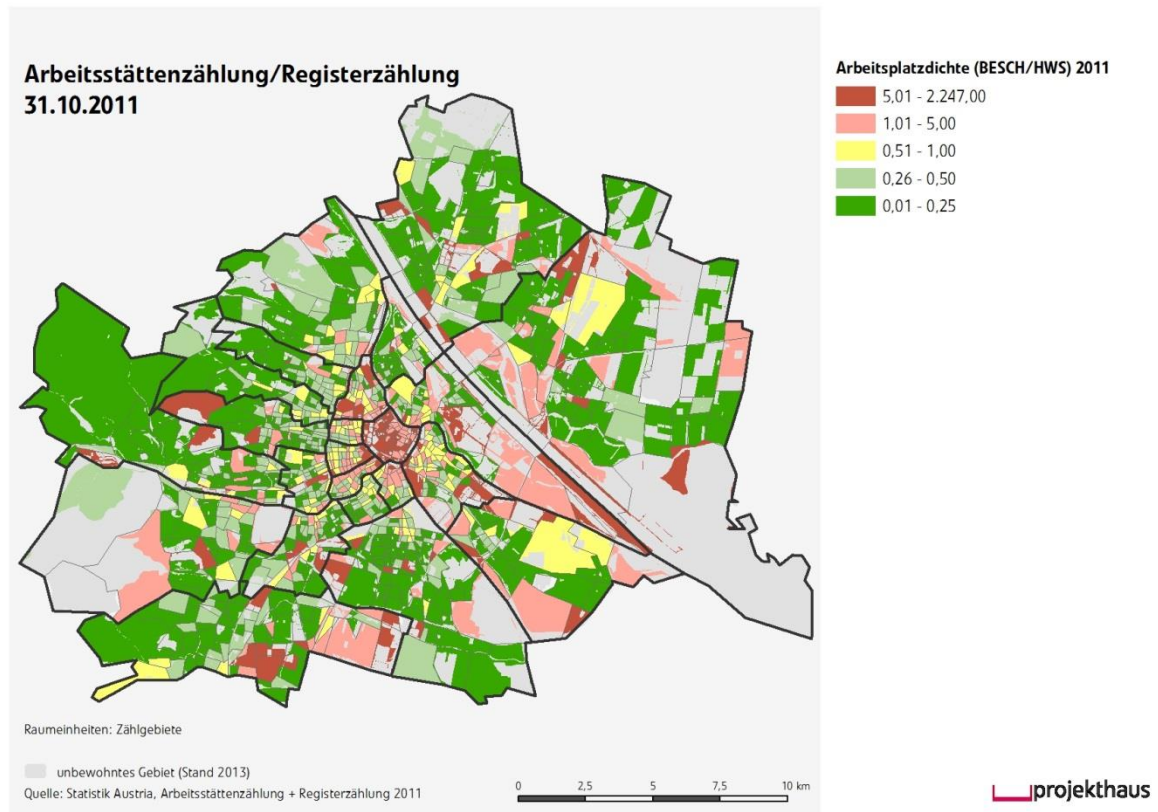 Arbeitsstättenzählung/Registerzählung
31.10.2011
Arbeitsplatzdichte (BESCH/HWS) 2011
5,01 - 2.247,00
1,01 - 5,00
0,51 - 1,00
0,26 - 0,50
0,01 - 0,25
Raumeinheiten: Zählgebiete
unbewohntes Gebiet (Stand 2013)
Quelle: Statistik Austria, Arbeitsstättenzählung + Registerzählung 2011
0 2,5 5 7,5 10 km
projekthaus